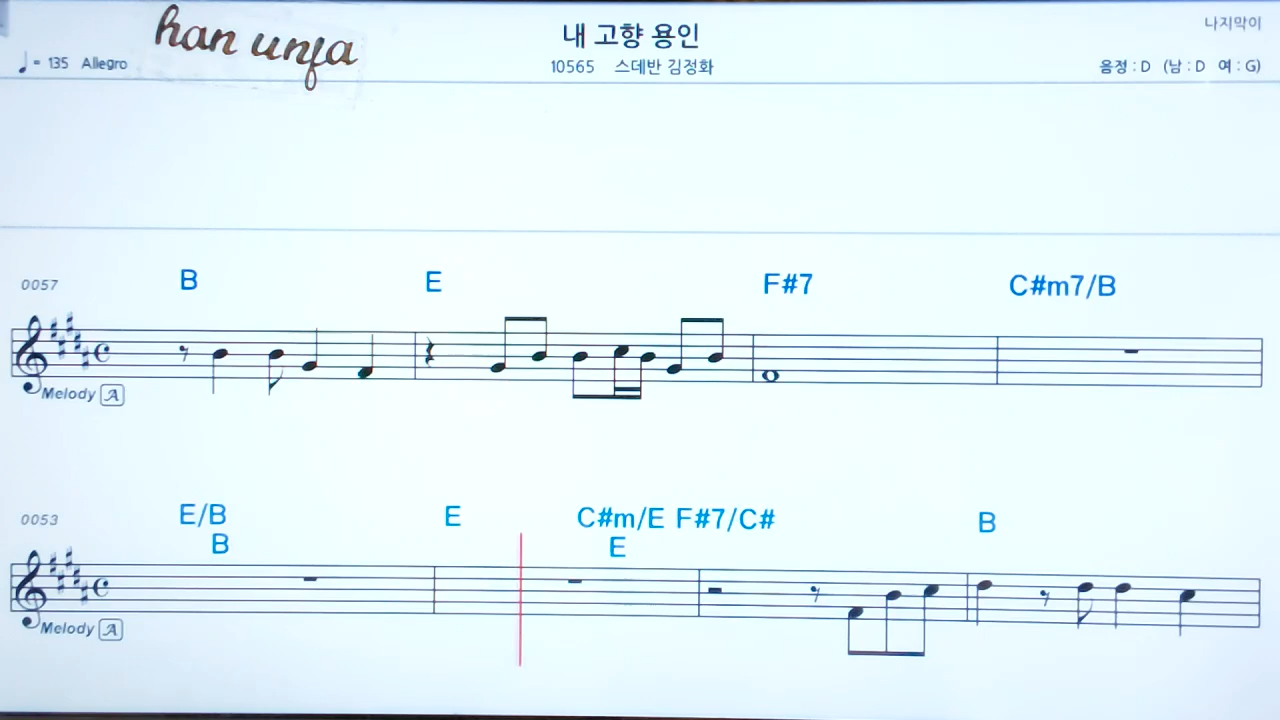 han unfa
내 고향 용인
나지막이
♩= 135 Allegro
10565 스데반 김정화
음정 : D (남 : D 여 : G)
0057 B E F#7 C#m7/B
Melody A
0053 E/B E C#m/E F#7/C# B
B E
Melody A